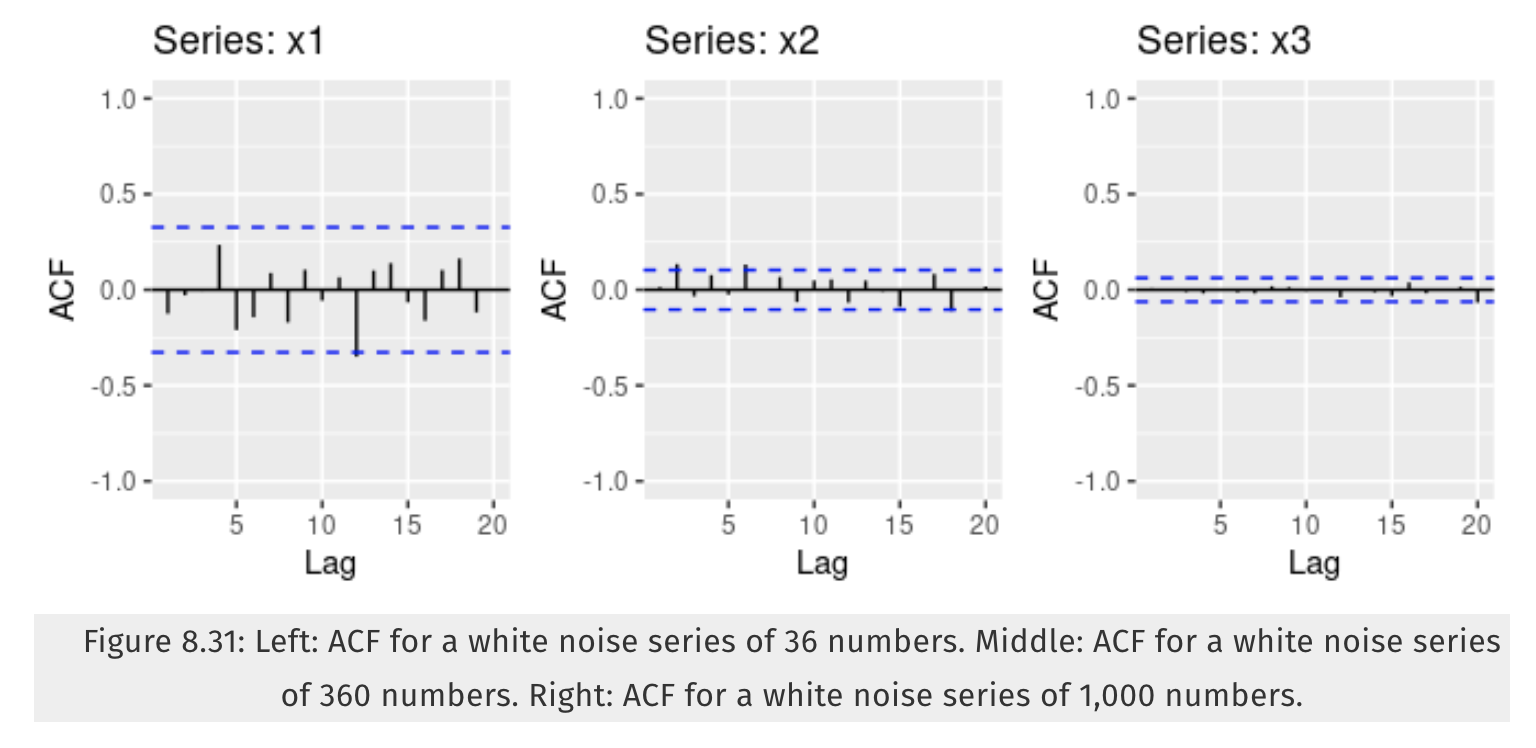 Series: x1
Series: x2
Series: x3
ACF
1.0
0.5
0.0
-0.5
-1.0
5 10 15 20
Lag
ACF
1.0
0.5
0.0
-0.5
-1.0
5 10 15 20
Lag
ACF
1.0
0.5
0.0
-0.5
-1.0
5 10 15 20
Lag
Figure 8.31: Left: ACF for a white noise series of 36 numbers. Middle: ACF for a white noise series
of 360 numbers. Right: ACF for a white noise series of 1,000 numbers.